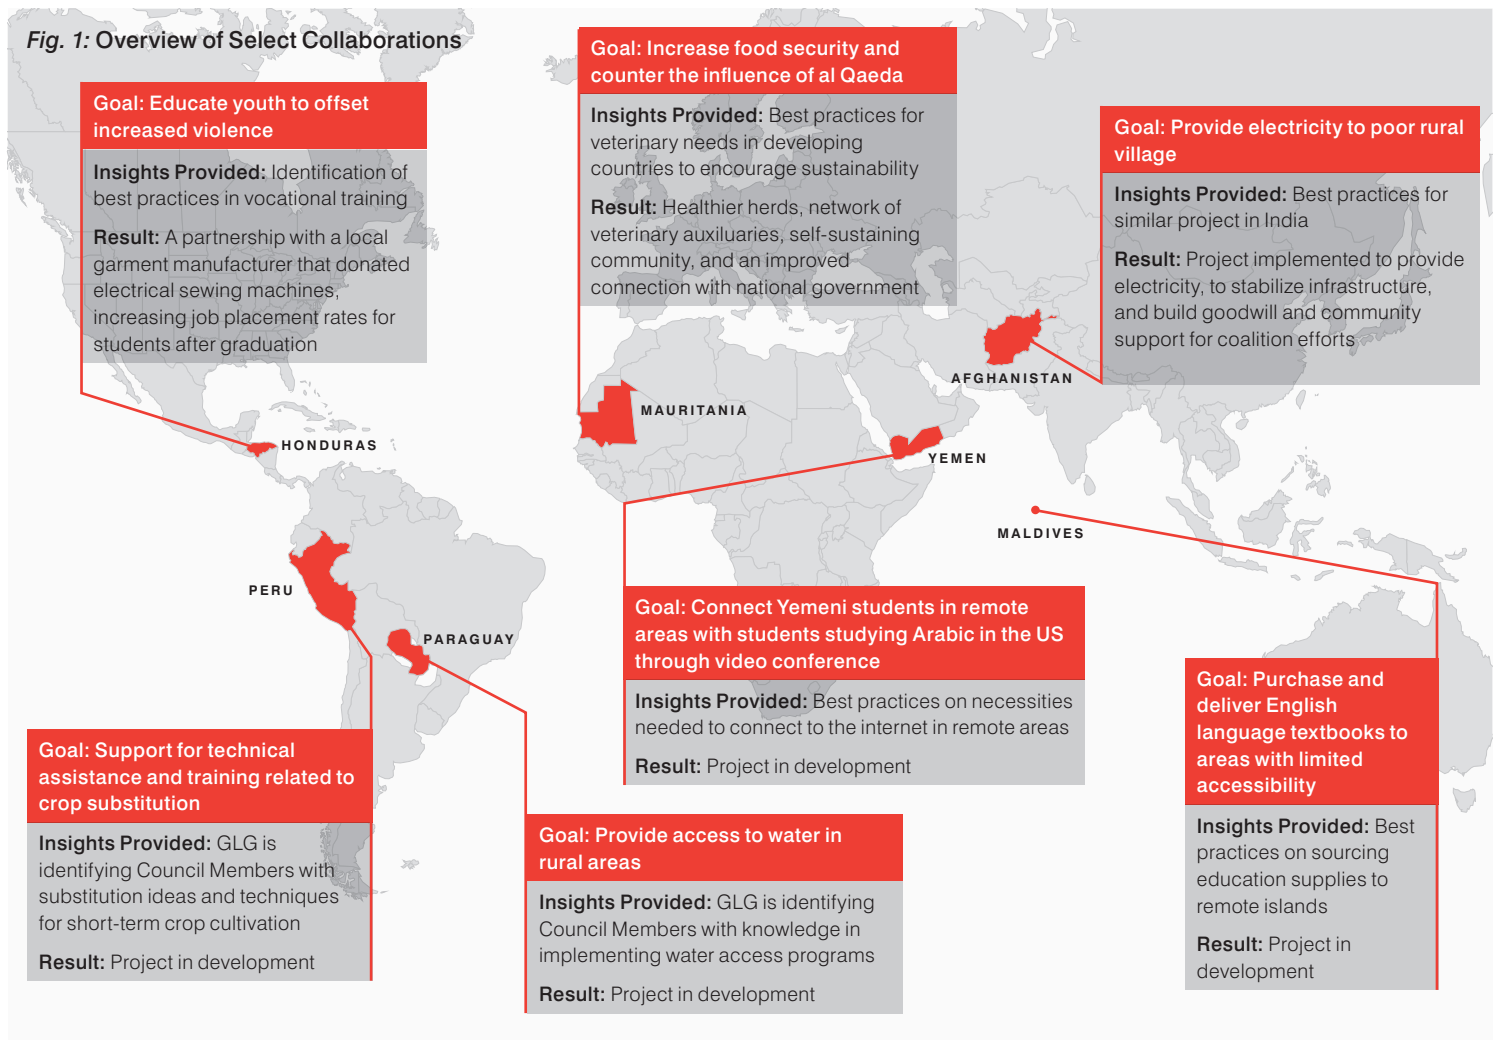 Fig. 1: Overview of Select Collaborations
Goal: Educate youth to offset
increased violence
Insights Provided: Identification of
best practices in vocational training
Result: A partnership with a local
garment manufacturer that donated
electrical sewing machines,
increasing job placement rates for
students after graduation
HONDURAS
Goal: Increase food security and
counter the influence of al Qaeda
Insights Provided: Best practices for
veterinary needs in developing
countries to encourage sustainability
Result: Healthier herds, network of
veterinary auxiluaries, self-sustaining
community, and an improved
connection with national government
MAURITANIA
Goal: Provide electricity to poor rural
village
Insights Provided: Best practices for
similar project in India
Result: Project implemented to provide
electricity, to stabilize infrastructure,
and build goodwill and community
support for coalition efforts
AFGHANISTAN
YEMEN
MALDIVES
PERU
PARAGUAY
Goal: Connect Yemeni students in remote
areas with students studying Arabic in the US
through video conference
Insights Provided: Best practices on necessities
needed to connect to the internet in remote areas
Result: Project in development
Goal: Purchase and
deliver English
language textbooks to
areas with limited
accessibility
Insights Provided: Best
practices on sourcing
education supplies to
remote islands
Result: Project in
development
Goal: Support for technical
assistance and training related to
crop substitution
Insights Provided: GLG is
identifying Council Members with
substitution ideas and techniques
for short-term crop cultivation
Result: Project in development
Goal: Provide access to water in
rural areas
Insights Provided: GLG is identifying
Council Members with knowledge in
implementing water access programs
Result: Project in development